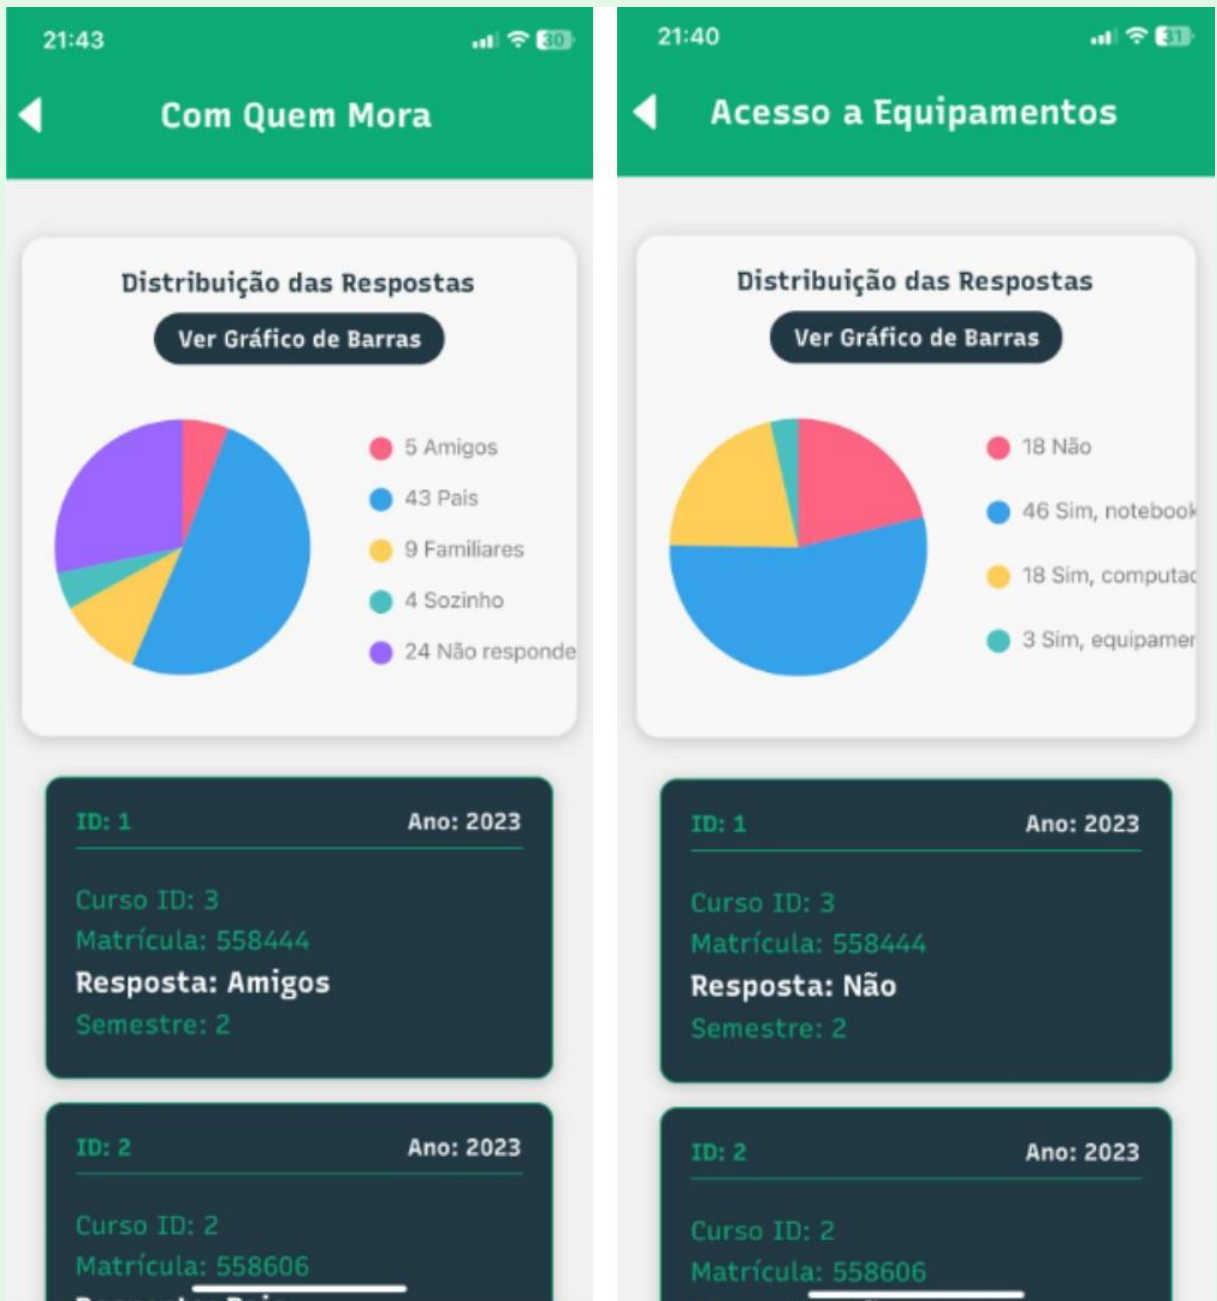 21:43
30
Com Quem Mora
Distribuição das Respostas
Ver Gráfico de Barras
5 Amigos
43 Pais
9 Familiares
4 Sozinho
24 Não responde
ID: 1 Ano: 2023
Curso ID: 3
Matrícula: 558444
Resposta: Amigos
Semestre: 2
ID: 2 Ano: 2023
Curso ID: 2
Matrícula: 558606
21:40
31
Acesso a Equipamentos
Distribuição das Respostas
Ver Gráfico de Barras
18 Não
46 Sim, notebook
18 Sim, computad
3 Sim, equipamen
ID: 1 Ano: 2023
Curso ID: 3
Matrícula: 558444
Resposta: Não
Semestre: 2
ID: 2 Ano: 2023
Curso ID: 2
Matrícula: 558606